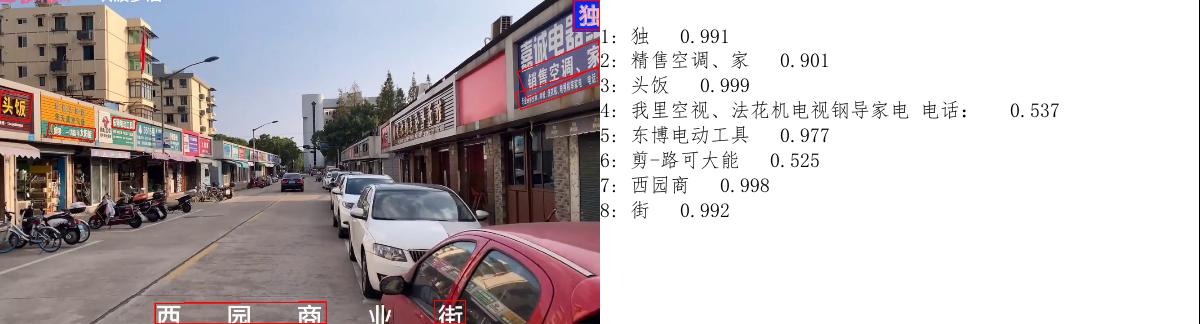 独
嘉诚电器
销售空调、家
头饭
西园商业街
1: 独 0.991
2: 精售空调、家 0.901
3: 头饭 0.999
4: 我里空视、法花机电视钢导家电 电话: 0.537
5: 东博电动工具 0.977
6: 剪-路可大能 0.525
7: 西园商 0.998
8: 街 0.992